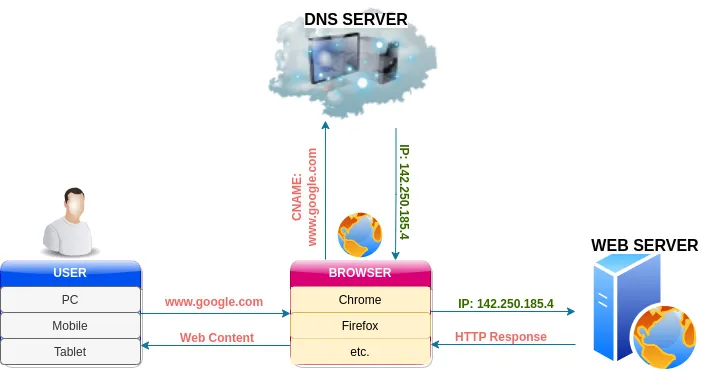 DNS SERVER
CNAME:
www.google.com
IP: 142.250.185.4
WEB SERVER
USER
PC
Mobile
Tablet
www.google.com
Web Content
BROWSER
Chrome
Firefox
etc.
IP: 142.250.185.4
HTTP Response